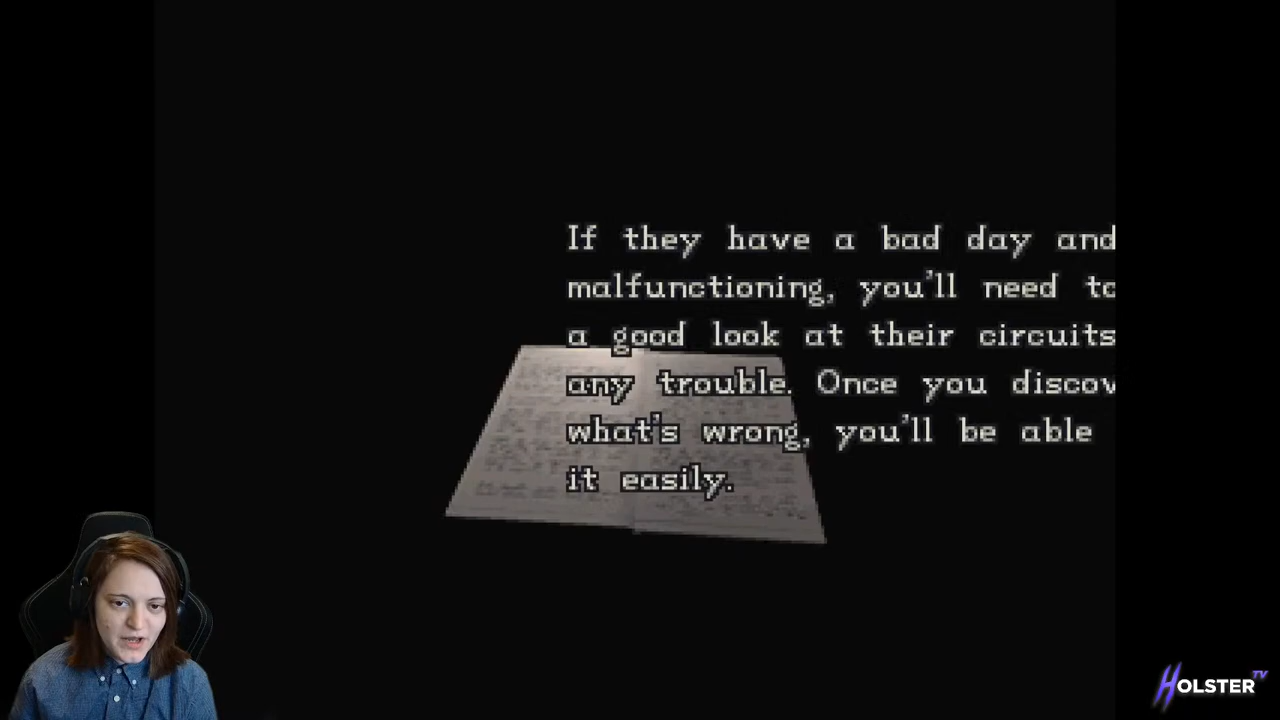 If they have a bad day and
malfunctioning, you'll need to
a good look at their circuits
any trouble. Once you discov
what's wrong, you'll be able
it easily.
HOLSTER TV